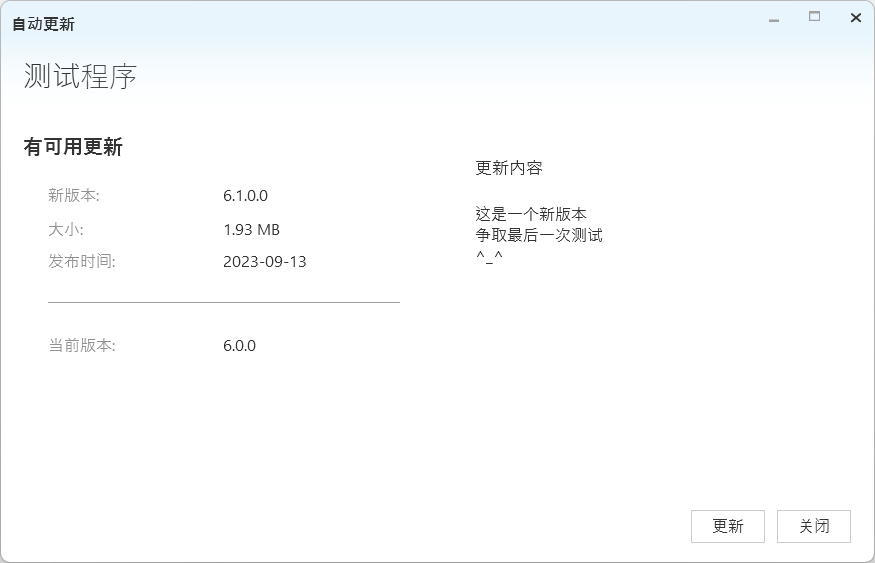 自动更新
测试程序
有可用更新
新版本: 6.1.0.0
大小: 1.93 MB
发布时间: 2023-09-13
当前版本: 6.0.0
更新内容
这是一个新版本
争取最后一次测试
^_^
更新 关闭